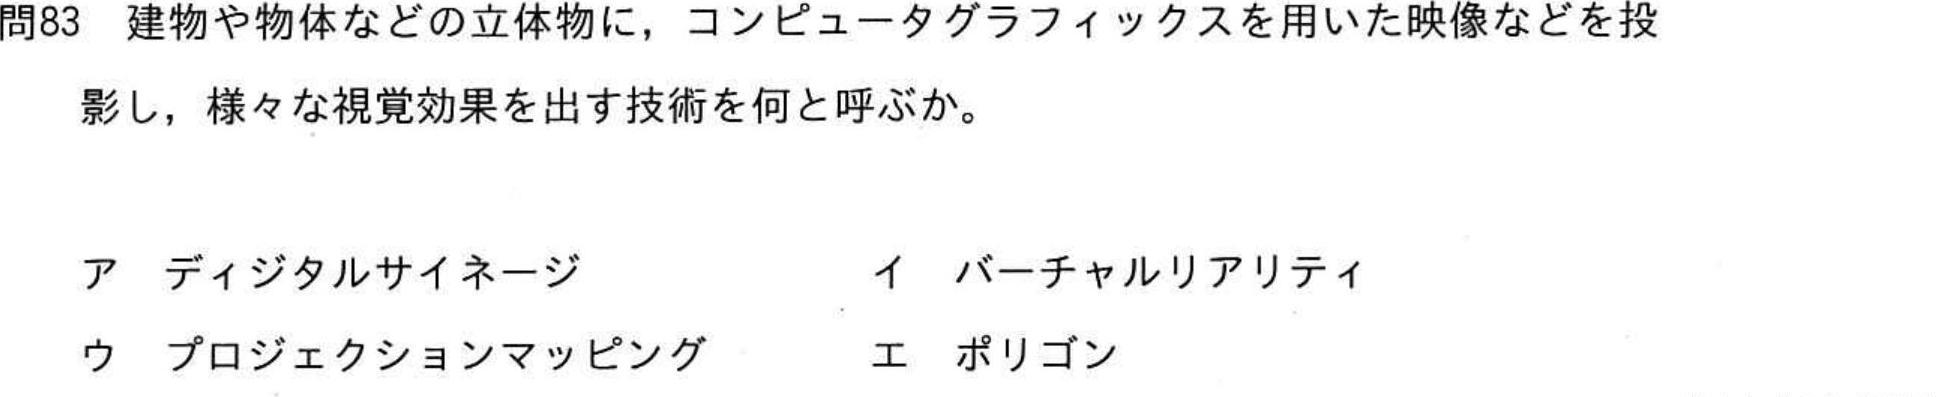 問83　建物や物体などの立体物に，コンピュータグラフィックスを用いた映像などを投
影し，様々な視覚効果を出す技術を何と呼ぶか。
ア　ディジタルサイネージ　イ　バーチャルリアリティ
ウ　プロジェクションマッピング　エ　ポリゴン